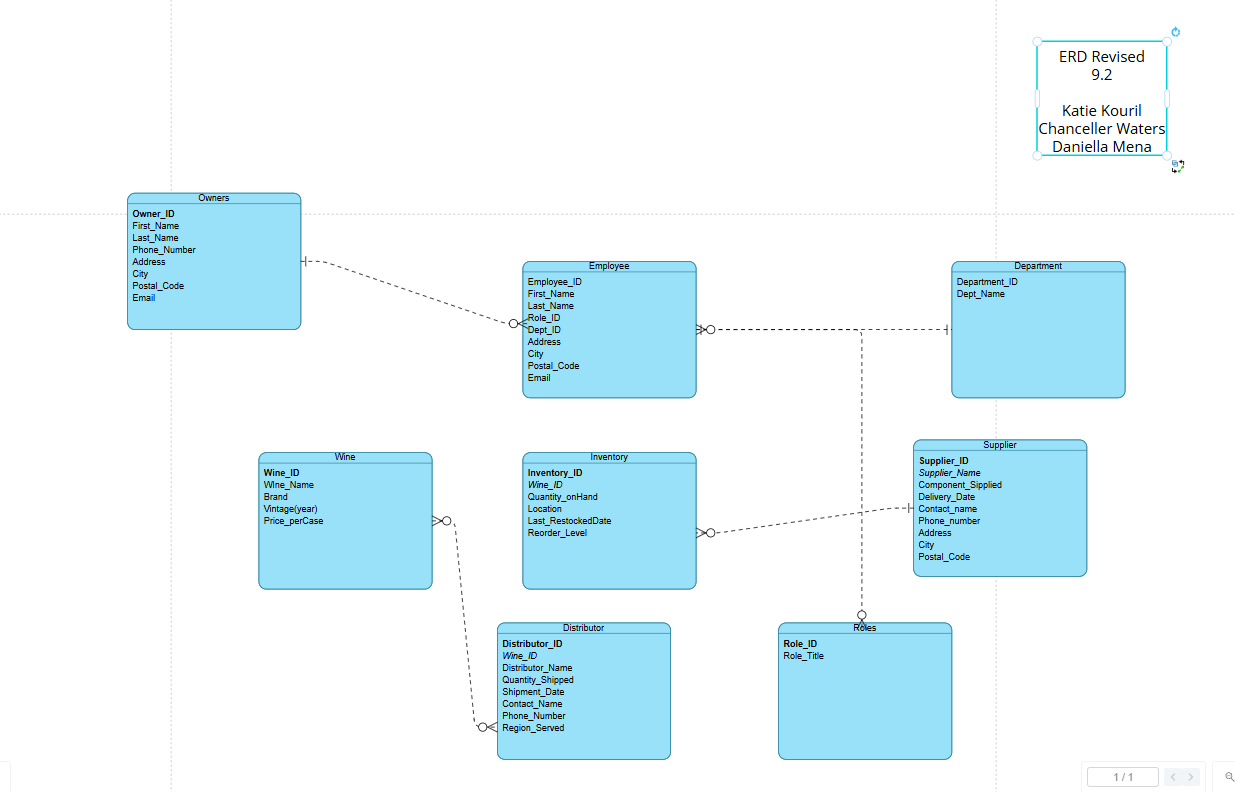 ERD Revised
9.2
Katie Kouril
Chanceller Waters
Daniella Mena
Owners
Owner_ID
First_Name
Last_Name
Phone_Number
Address
City
Postal_Code
Email
Employee
Employee_ID
First_Name
Last_Name
Role_ID
Dept_ID
Address
City
Postal_Code
Email
Department
Department_ID
Dept_Name
Wine
Wine_ID
WIne_Name
Brand
Vintage(year)
Price_perCase
Inventory
Inventory_ID
Wine_ID
Quantity_onHand
Location
Last_RestockedDate
Reorder_Level
Supplier
Supplier_ID
Supplier_Name
Component_Sipplied
Delivery_Date
Contact_name
Phone_number
Address
City
Postal_Code
Distributor
Distributor_ID
Wine_ID
Distributor_Name
Quantity_Shipped
Shipment_Date
Contact_Name
Phone_Number
Region_Served
Roles
Role_ID
Role_Title
1 / 1